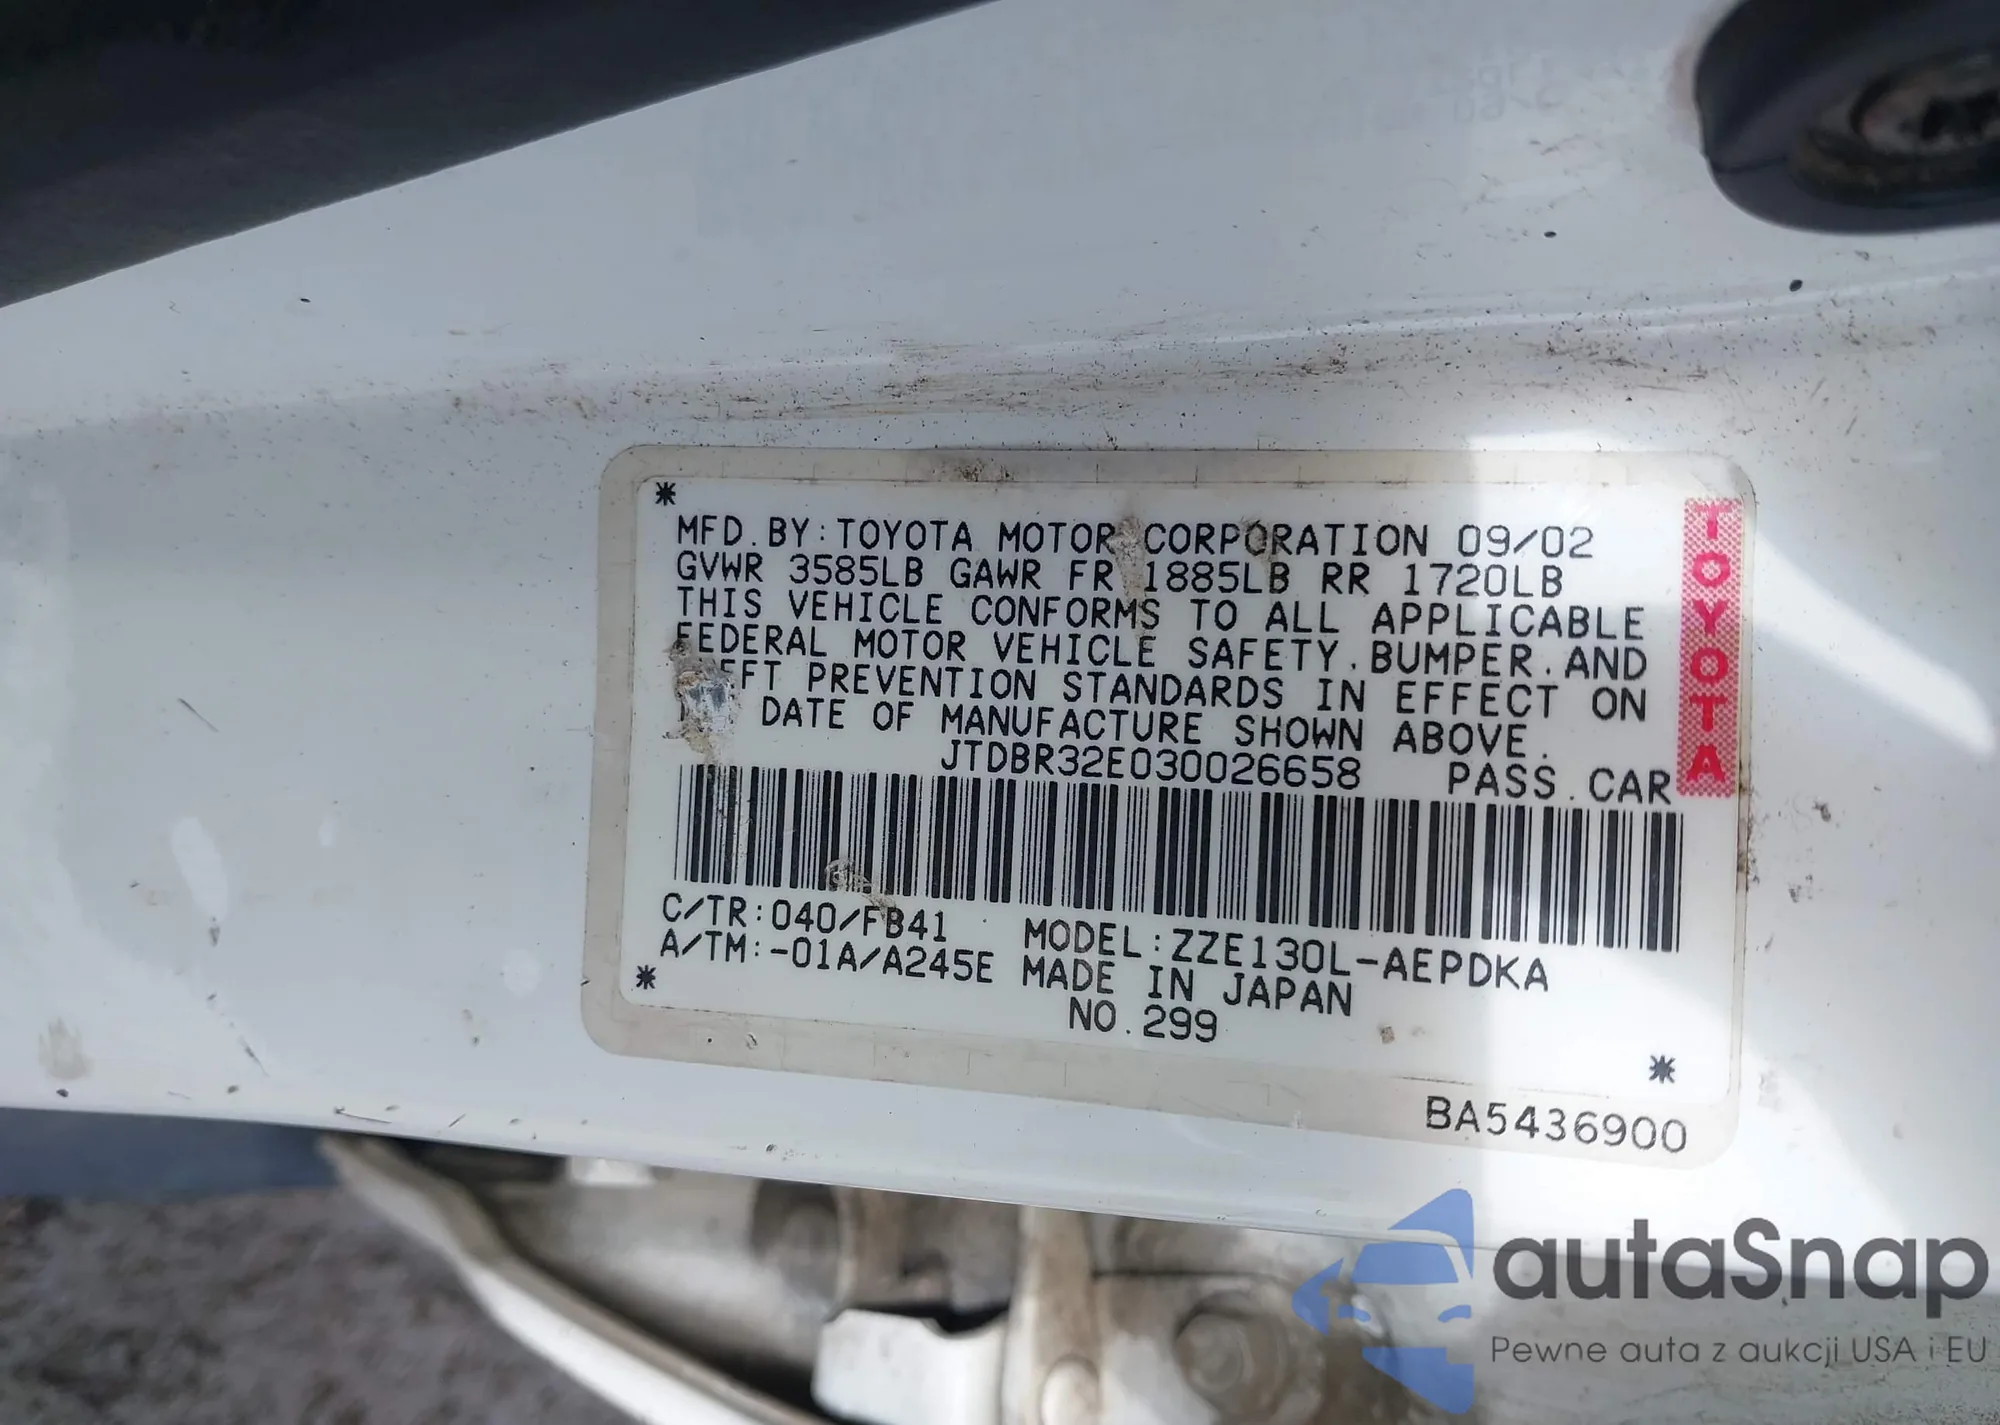 MFD. BY: TOYOTA MOTOR CORPORATION 09/02
GVWR 3585LB GAWR FR 1885LB RR 1720LB
THIS VEHICLE CONFORMS TO ALL APPLICABLE
FEDERAL MOTOR VEHICLE SAFETY, BUMPER, AND
EFT PREVENTION STANDARDS IN EFFECT ON
DATE OF MANUFACTURE SHOWN ABOVE.
JTDBR32E030026658 PASS. CAR
TOYOTA
C/TR: 040/FB41 MODEL: ZZE130L-AEPDKA
A/TM: -01A/A245E MADE IN JAPAN
NO. 299
BA5436900
autaSnap
Pewne auta z aukcji USA i EU